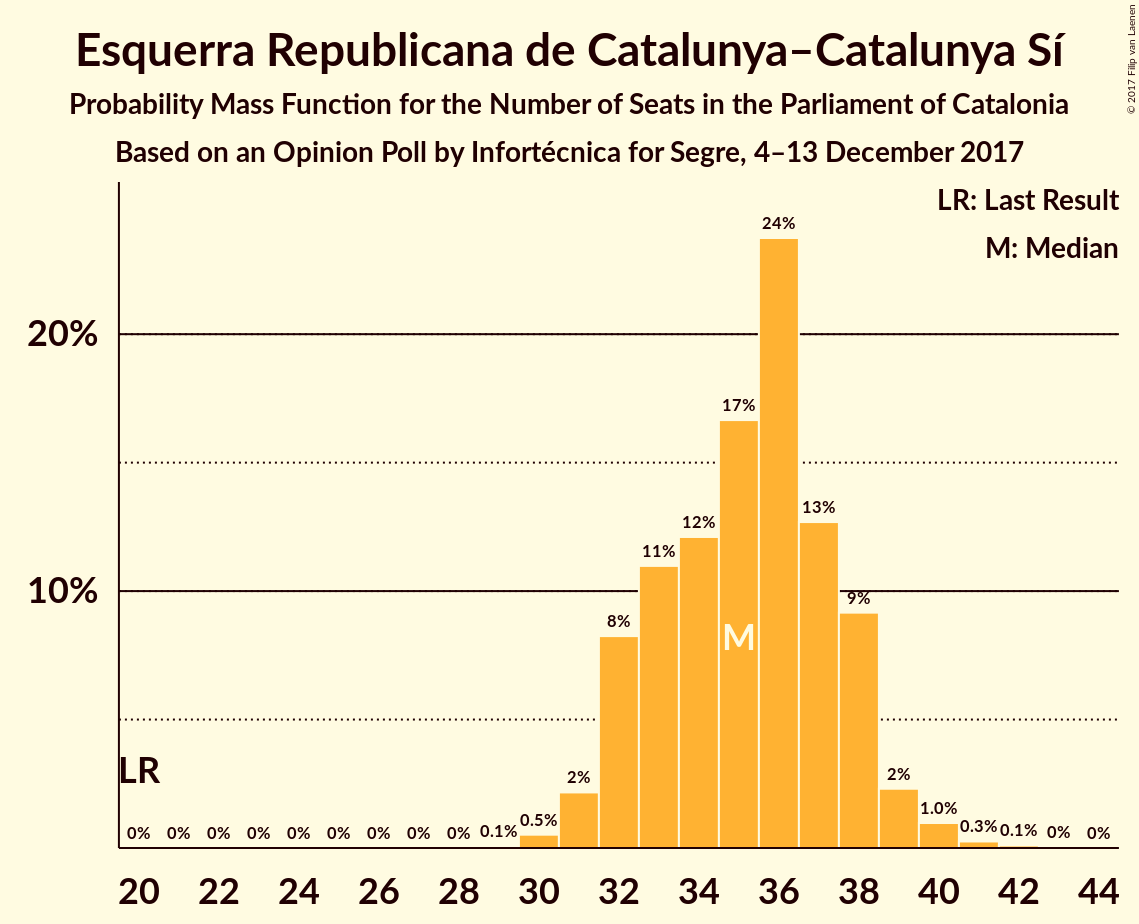 Esquerra Republicana de Catalunya–Catalunya Sí
Probability Mass Function for the Number of Seats in the Parliament of Catalonia
Based on an Opinion Poll by Infortécnica for Segre, 4–13 December 2017
© 2017 Filip van Laenen
LR: Last Result
M: Median
24%
20%
17%
13%
12%
11%
10%
9%
8%
M
LR
2%
2%
1.0%
0.5%
0.3%
0% 0% 0% 0% 0% 0% 0% 0% 0% 0.1% 0.1% 0% 0%
20 22 24 26 28 30 32 34 36 38 40 42 44